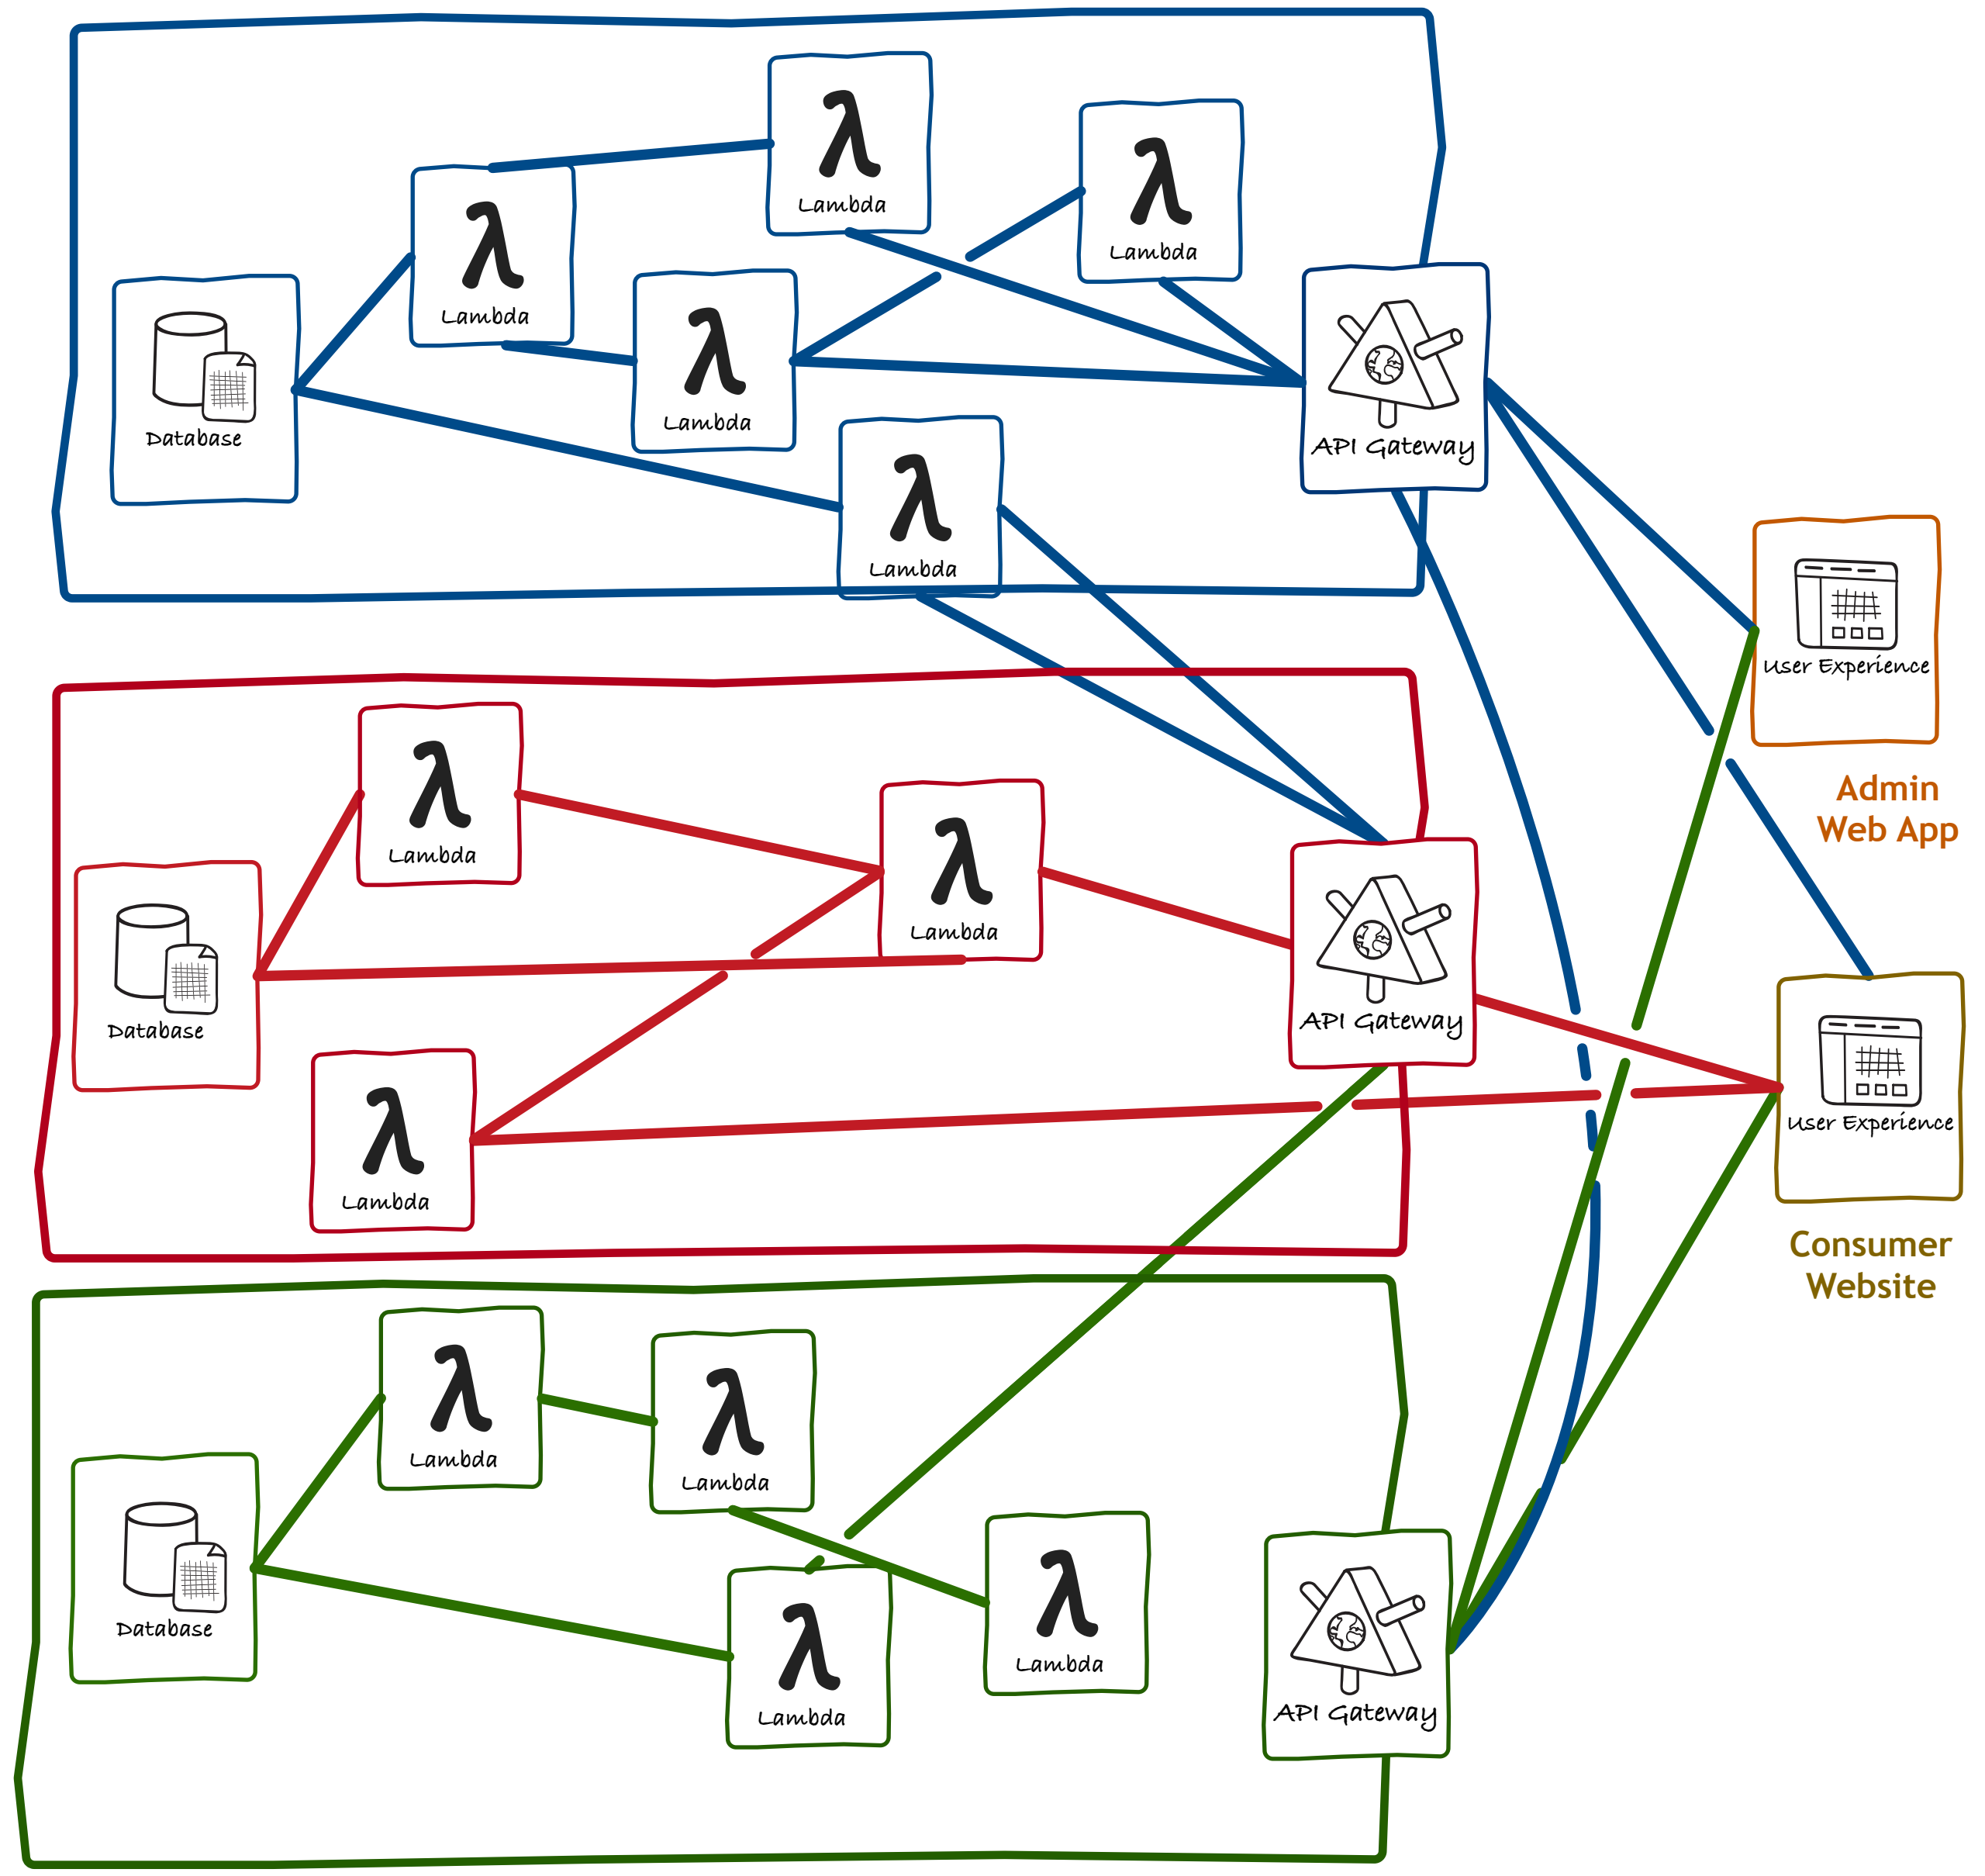 Lambda
Lambda
Lambda
Lambda
Database
API Gateway
Lambda
User Experience
Admin
Web App
Lambda
Lambda
Database
API Gateway
User Experience
Lambda
Consumer
Website
Lambda
Lambda
Database
Lambda
Lambda
API Gateway